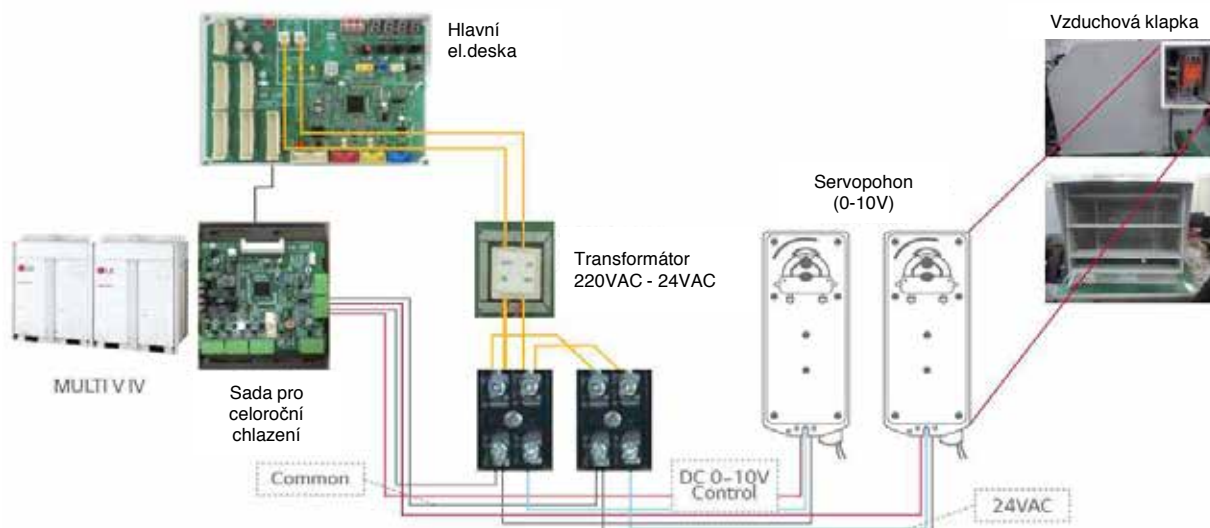 Hlavní
el.deska
Vzduchová klapka
Servopohon
(0-10V)
Transformátor
220VAC - 24VAC
MULTI V IV
Sada pro
celoroční
chlazení
Common
DC 0-10V
Control
24VAC